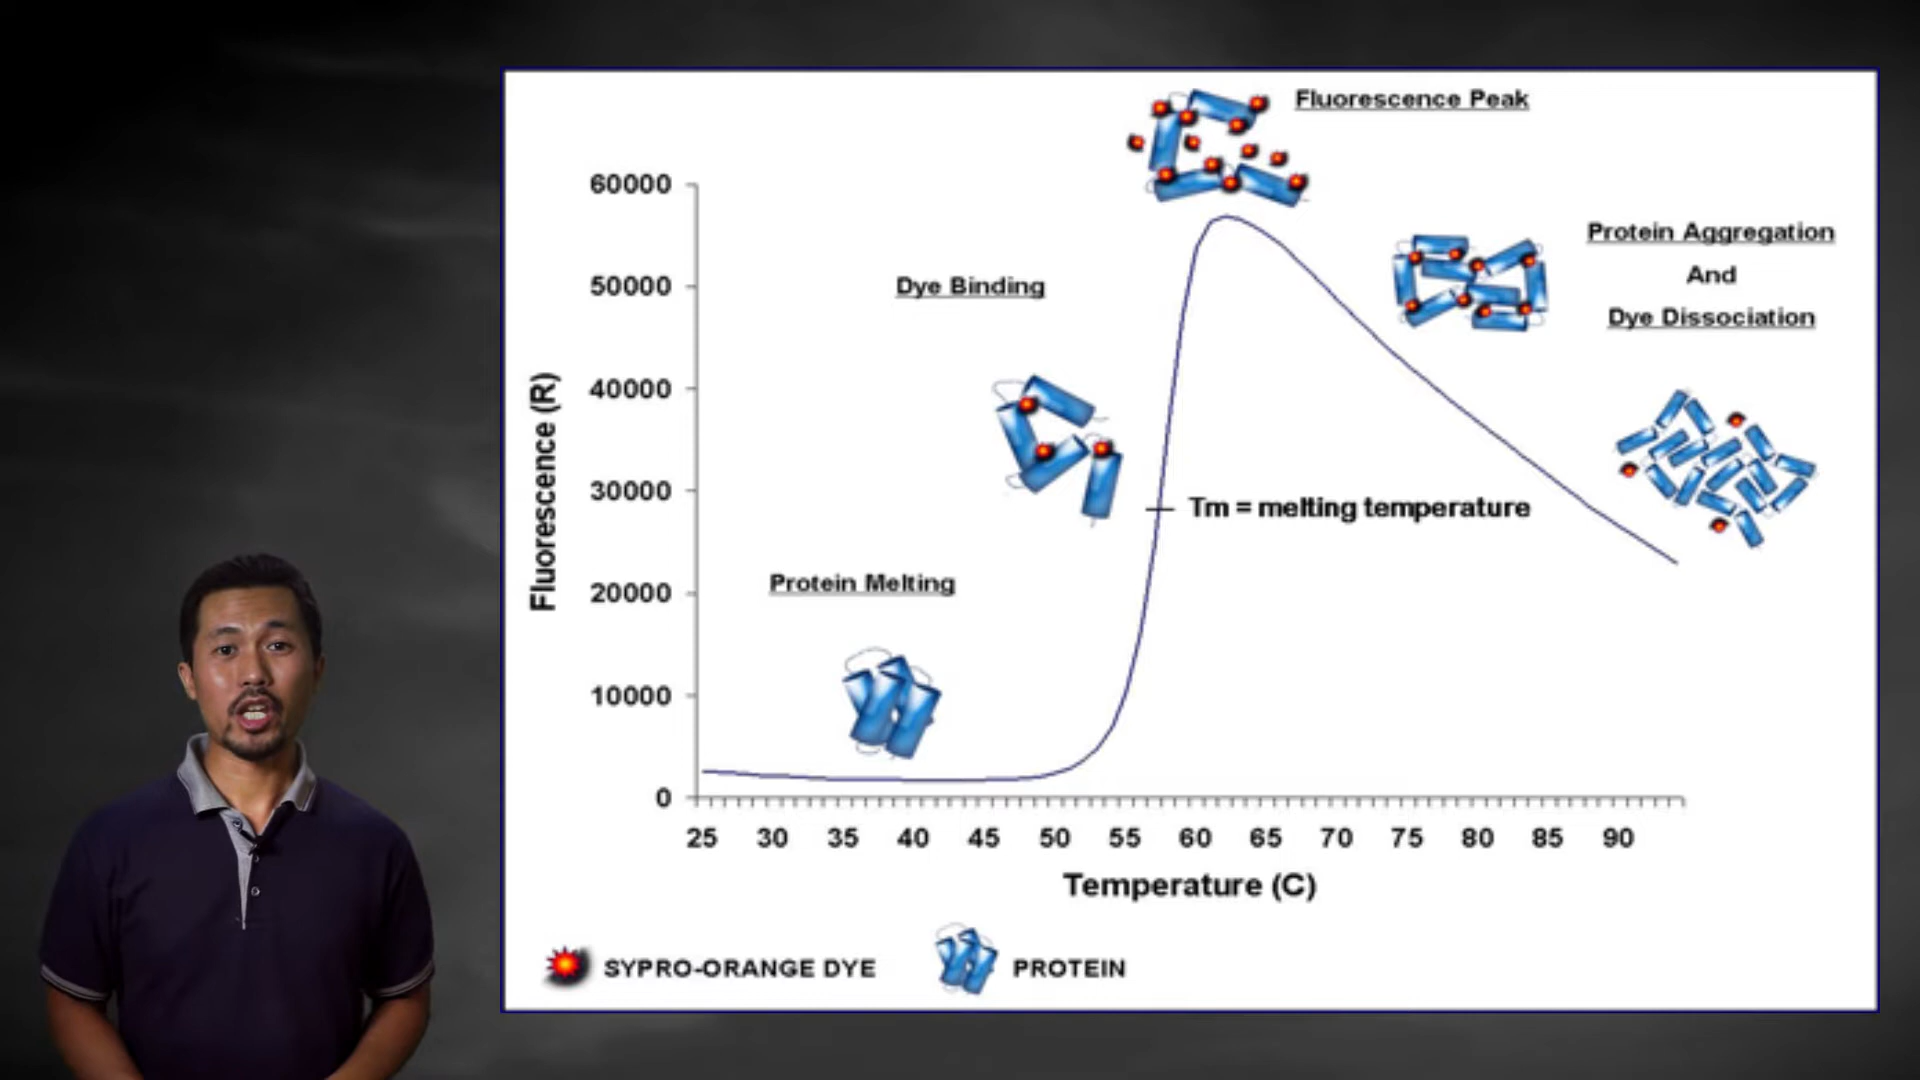 Fluorescence Peak
Protein Aggregation
And
Dye Dissociation
Dye Binding
Tm = melting temperature
Protein Melting
Fluorescence (R)
60000
50000
40000
30000
20000
10000
0
25 30 35 40 45 50 55 60 65 70 75 80 85 90
Temperature (C)
SYPRO-ORANGE DYE PROTEIN